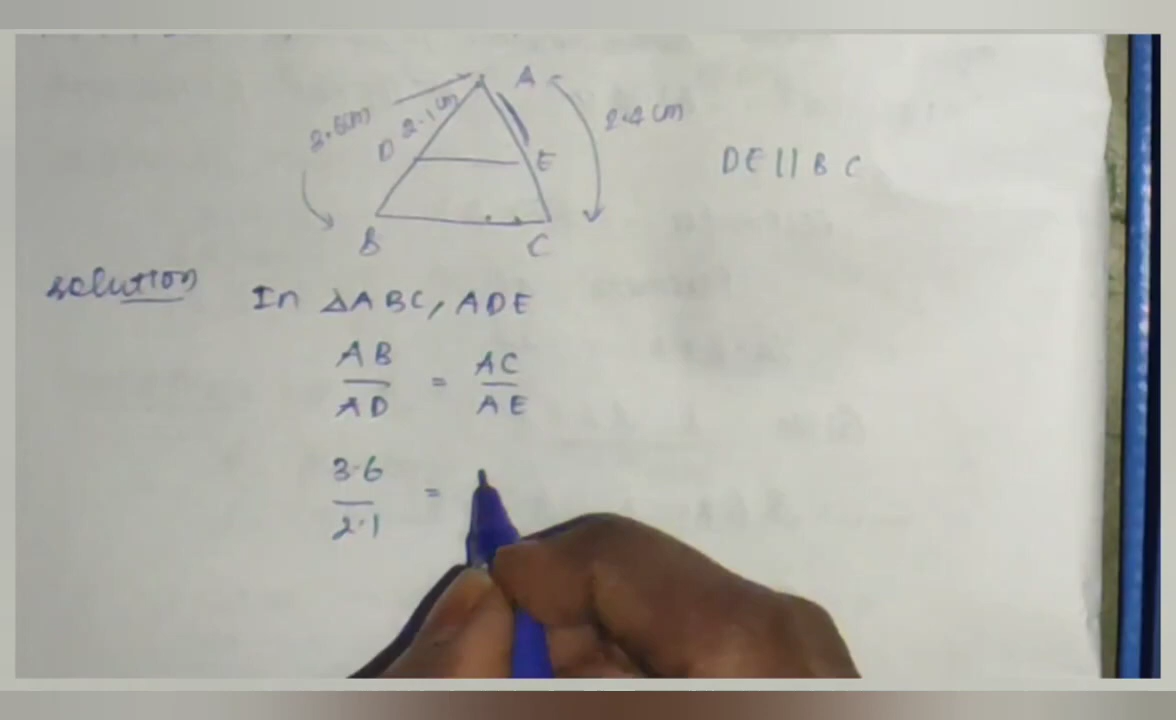 A
3.6cm
2.1cm
2.4cm
D
E
DE || BC
B
C
solution
In ΔABC, ADE
AB/AD = AC/AE
3.6/2.1 =